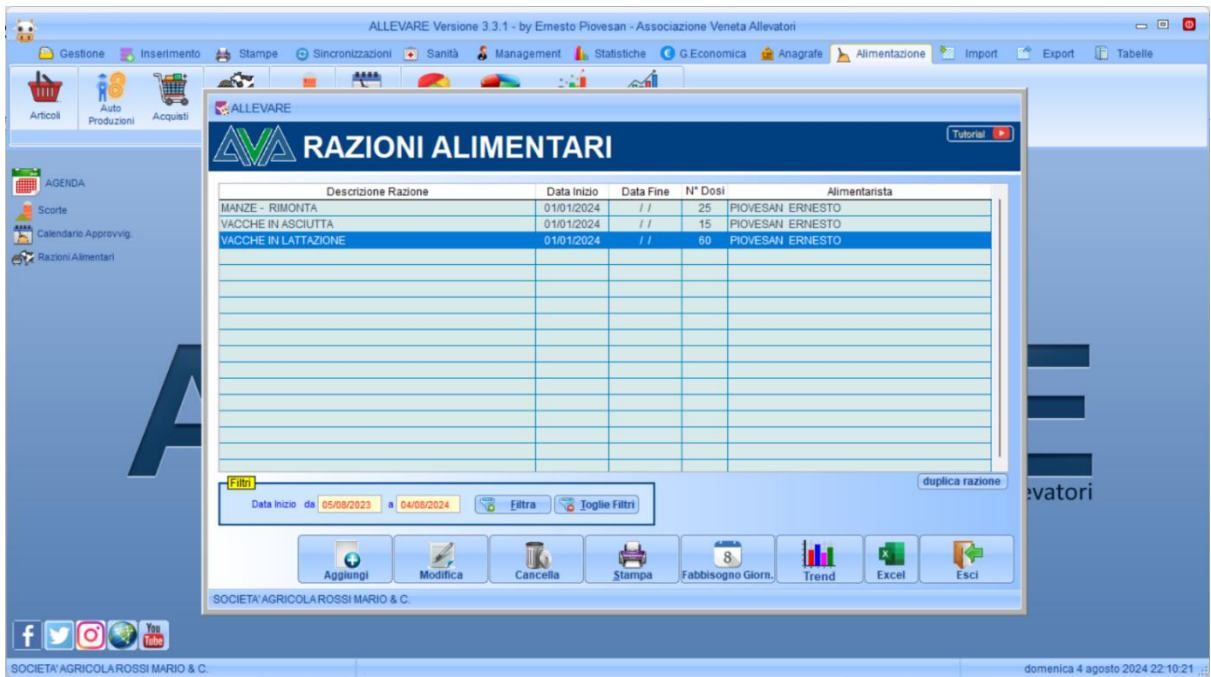 ALLEVARE Versione 3.3.1 - by Ernesto Piovesan - Associazione Veneta Allevatori
Gestione Inserimento Stampe Sincronizzazioni Sanità Management Statistiche G.Economica Anagrafe Alimentazione Import Export Tabelle
Articoli Auto Produzioni Acquisti
ALLEVARE
AVA RAZIONI ALIMENTARI Tutorial
AGENDA
Scorte
Calendario Approvvig.
Razioni Alimentari
Descrizione Razione Data Inizio Data Fine N° Dosi Alimentarista
MANZE - RIMONTA 01/01/2024 / / 25 PIOVESAN ERNESTO
VACCHE IN ASCIUTTA 01/01/2024 / / 15 PIOVESAN ERNESTO
VACCHE IN LATTAZIONE 01/01/2024 / / 60 PIOVESAN ERNESTO
A E
evatori
duplica razione
Filtri
Data Inizio da 05/08/2023 a 04/08/2024 Filtra Toglie Filtri
8
Aggiungi Modifica Cancella Stampa Fabbisogno Giorn. Trend Excel Esci
SOCIETA' AGRICOLA ROSSI MARIO & C.
You Tube
SOCIETA' AGRICOLA ROSSI MARIO & C. domenica 4 agosto 2024 22:10:21